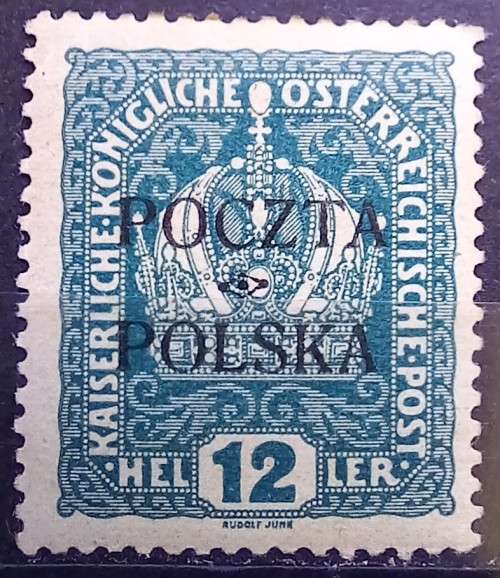 KAISERLICHE·KÖNIGLICHE ÖSTERREICHISCHE·POST
POCZTA
POLSKA
·HEL 12 LER·
RUDOLF JUNK